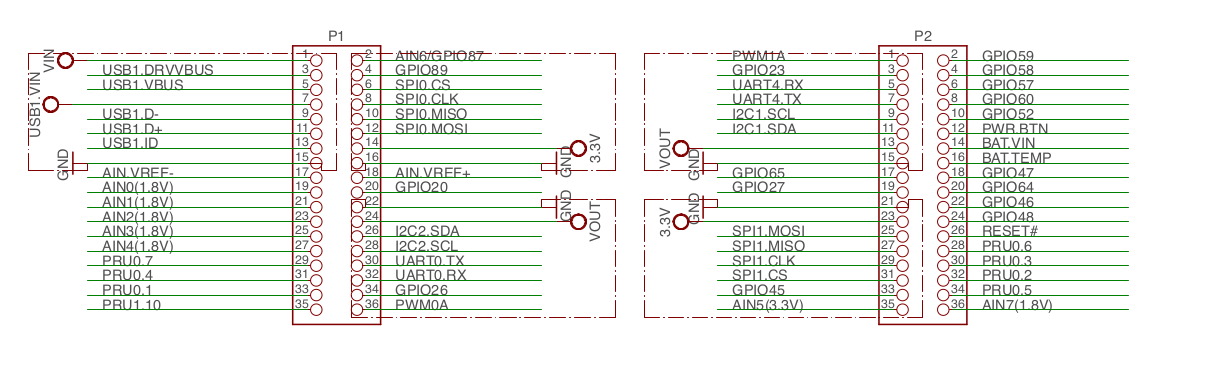 P1
P2
VIN 1 2 AIN6/GPIO87
PWM1A 1 2 GPIO59
USB1.DRVVBUS 3 4 GPIO89
GPIO23 3 4 GPIO58
USB1.VBUS 5 6 SPI0.CS
UART4.RX 5 6 GPIO57
USB1.VIN 7 8 SPI0.CLK
UART4.TX 7 8 GPIO60
USB1.D- 9 10 SPI0.MISO
I2C1.SCL 9 10 GPIO52
USB1.D+ 11 12 SPI0.MOSI
I2C1.SDA 11 12 PWR.BTN
USB1.ID 13 14 3.3V
VOUT 13 14 BAT.VIN
GND 15 16 GND
GND 15 16 BAT.TEMP
AIN.VREF- 17 18 AIN.VREF+
GPIO65 17 18 GPIO47
AIN0(1.8V) 19 20 GPIO20
GPIO27 19 20 GPIO64
AIN1(1.8V) 21 22 GND
GND 21 22 GPIO46
AIN2(1.8V) 23 24 VOUT
3.3V 23 24 GPIO48
AIN3(1.8V) 25 26 I2C2.SDA
SPI1.MOSI 25 26 RESET#
AIN4(1.8V) 27 28 I2C2.SCL
SPI1.MISO 27 28 PRU0.6
PRU0.7 29 30 UART0.TX
SPI1.CLK 29 30 PRU0.3
PRU0.4 31 32 UART0.RX
SPI1.CS 31 32 PRU0.2
PRU0.1 33 34 GPIO26
GPIO45 33 34 PRU0.5
PRU1.10 35 36 PWM0A
AIN5(3.3V) 35 36 AIN7(1.8V)